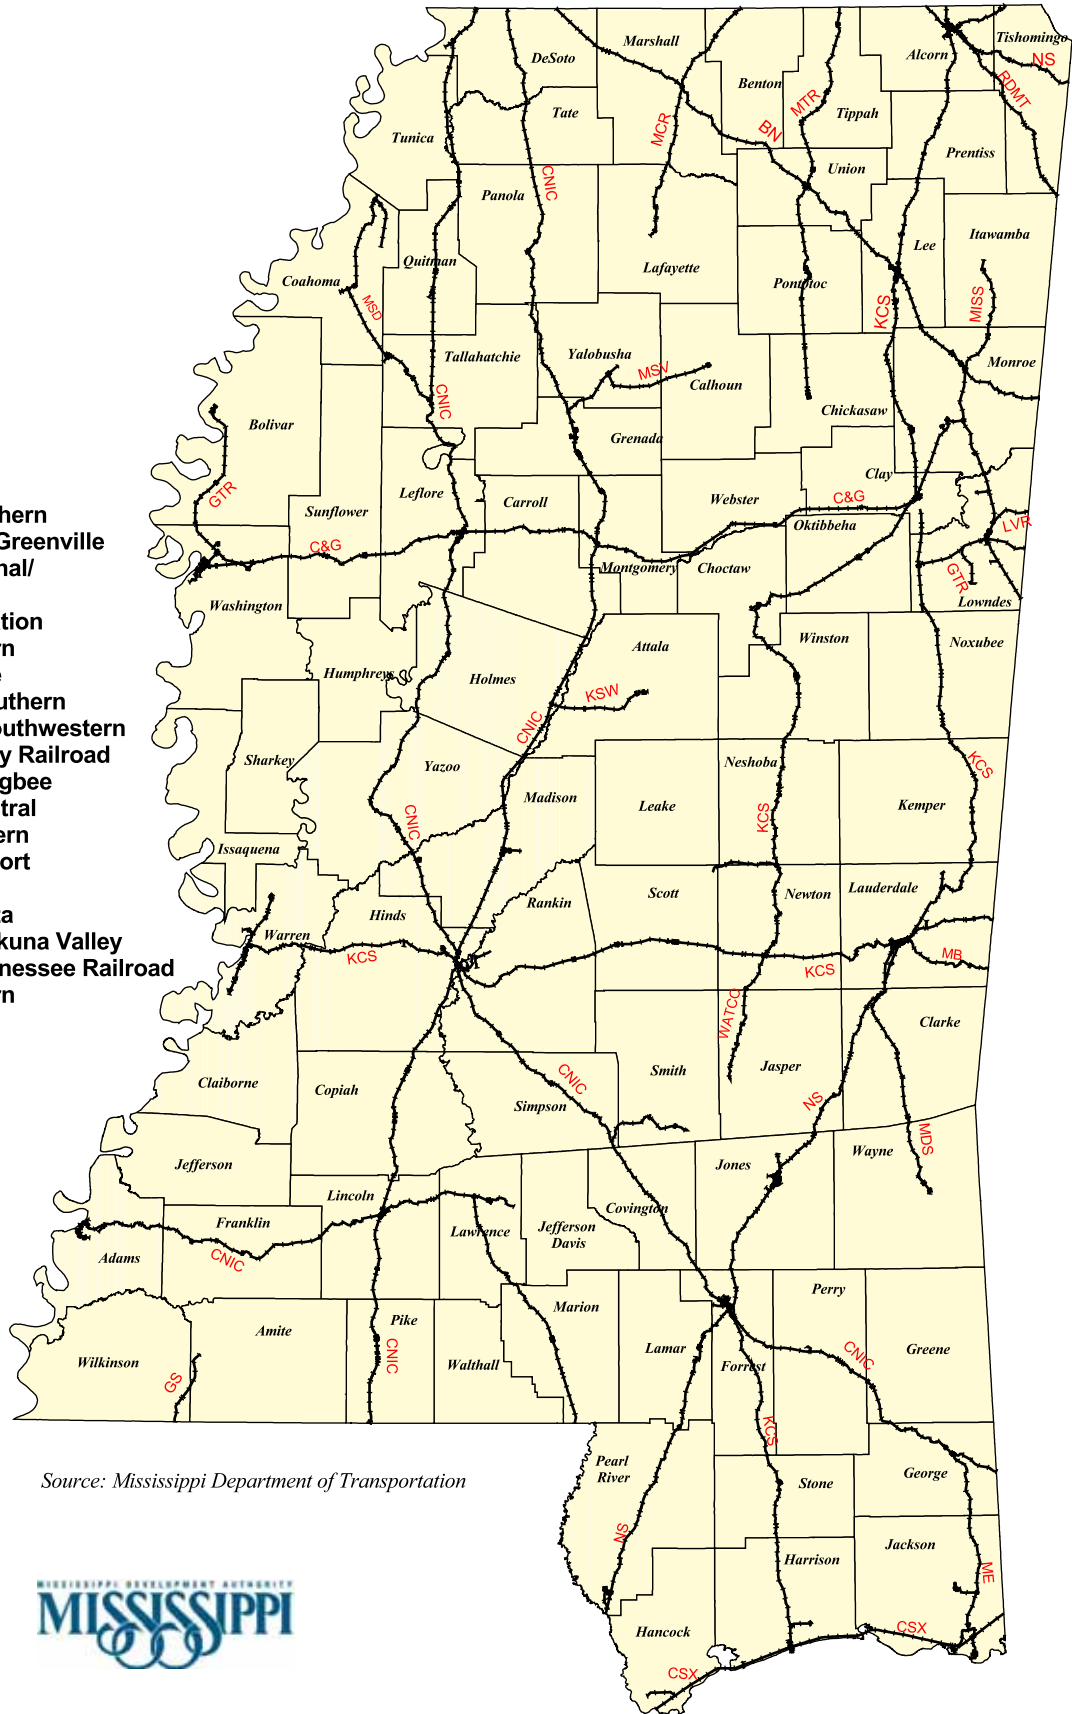 Marshall
Tishomingo
DeSoto
Alcorn
NS
Benton
RDMT
MTR
Tate
Tippah
Tunica
MCR
BN
Prentiss
Union
CNIC
Panola
Itawamba
Lee
Quitman
Lafayette
Coahoma
Pontotoc
MSD
KCS
MISS
Tallahatchie
Yalobusha
Monroe
MSV
Calhoun
CNIC
Chickasaw
Bolivar
Grenada
Clay
GTR
Leflore
Carroll
Webster
C&G
Sunflower
hern
Oktibbeha
LVR
Greenville
C&G
nal/
Montgomery
Choctaw
GTR
Washington
Lowndes
tion
Winston
Noxubee
rn
Attala
Humphreys
Holmes
e
KSW
uthern
CNIC
outhwestern
y Railroad
Sharkey
Yazoo
Neshoba
KCS
gbee
Madison
Leake
Kemper
tral
CNIC
KCS
ern
Issaquena
ort
Scott
Newton
Lauderdale
Rankin
ta
Hinds
Warren
kuna Valley
KCS
MB
nessee Railroad
KCS
rn
WATCO
Clarke
Claiborne
Copiah
CNIC
Smith
Jasper
Simpson
NS
MDS
Jefferson
Jones
Wayne
Lincoln
Covington
Franklin
Lawrence
Jefferson
Davis
Adams
CNIC
Perry
Marion
Pike
Amite
Lamar
Greene
Wilkinson
CNIC
Walthall
Forrest
CNIC
GS
KCS
Pearl
River
Source: Mississippi Department of Transportation
George
Stone
NS
Jackson
Harrison
ME
MISSISSIPPI DEVELOPMENT AUTHORITY
MISSISSIPPI
Hancock
CSX
CSX